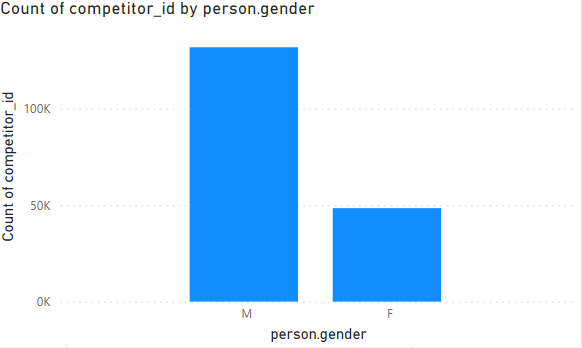 Count of competitor_id by person.gender
Count of competitor_id
100K
50K
0K
M
F
person.gender